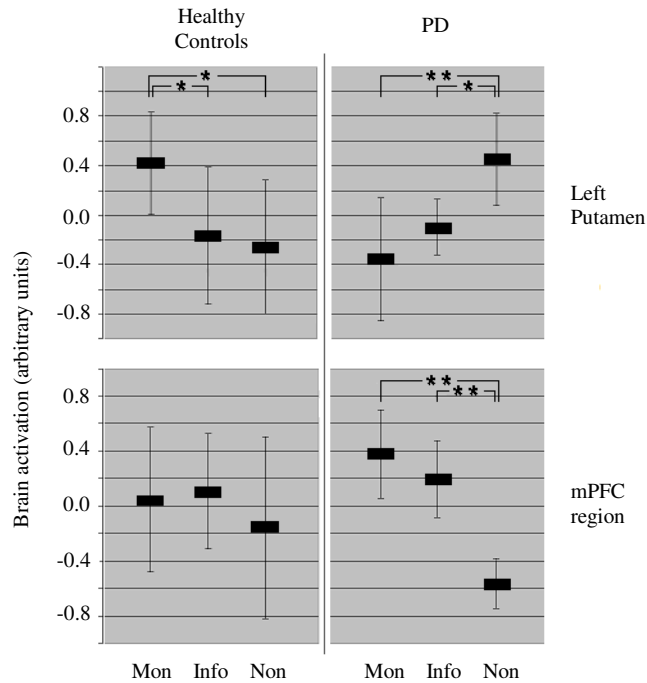 Healthy
Controls
PD
* *
* * * *
0.8
0.4
0.0
-0.4
-0.8
Left
Putamen
Brain activation (arbitrary units)
* *
* *
0.8
0.4
0.0
-0.4
-0.8
mPFC
region
Mon Info Non Mon Info Non